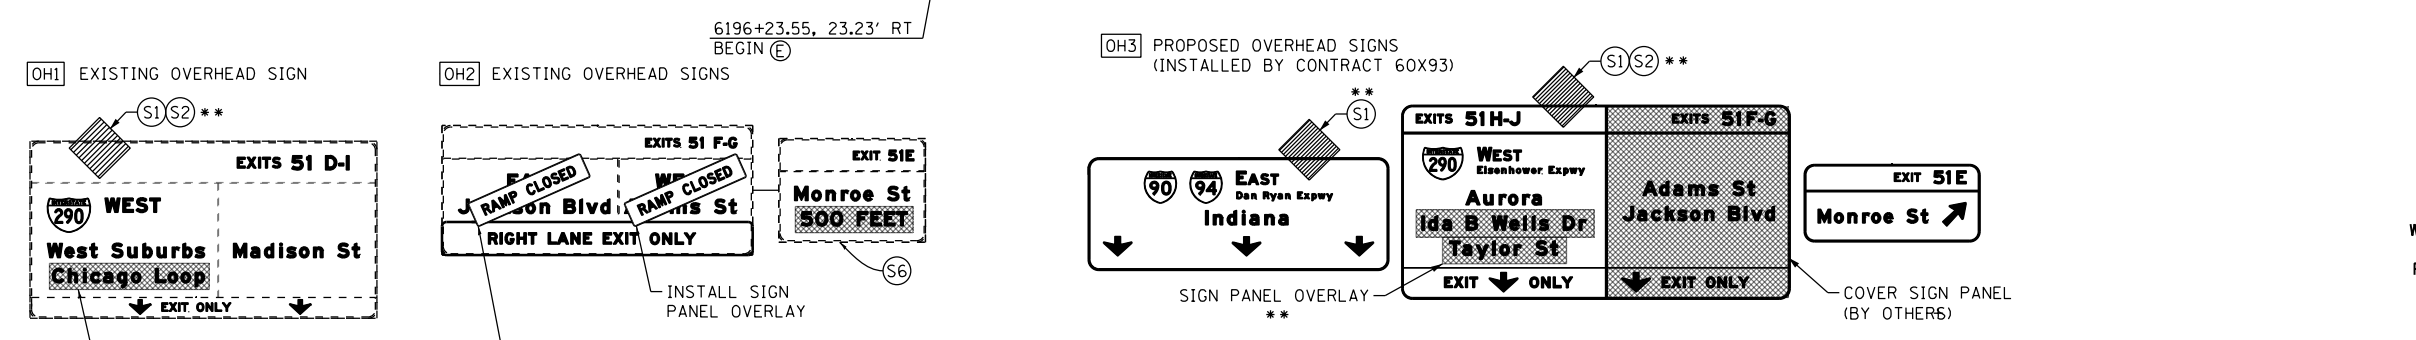 6196+23.55, 23.23' RT
BEGIN E
OH1 EXISTING OVERHEAD SIGN
S1 S2 **
EXITS 51 D-I
290 WEST
West Suburbs
Chicago Loop
Madison St
EXIT ONLY
OH2 EXISTING OVERHEAD SIGNS
EXITS 51 F-G
RAMP CLOSED
RAMP CLOSED
Blvd
St
RIGHT LANE EXIT ONLY
EXIT 51E
Monroe St
500 FEET
S6
INSTALL SIGN
PANEL OVERLAY
OH3 PROPOSED OVERHEAD SIGNS
(INSTALLED BY CONTRACT 60X93)
**
S1
S1 S2 **
90 94 EAST
Dan Ryan Expwy
Indiana
EXITS 51H-J
INTERSTATE
290 WEST
Eisenhower Expwy
Aurora
Ida B Wells Dr
Taylor St
EXIT ONLY
EXITS 51F-G
Adams St
Jackson Blvd
EXIT ONLY
EXIT 51E
Monroe St
SIGN PANEL OVERLAY
**
COVER SIGN PANEL
(BY OTHERS)